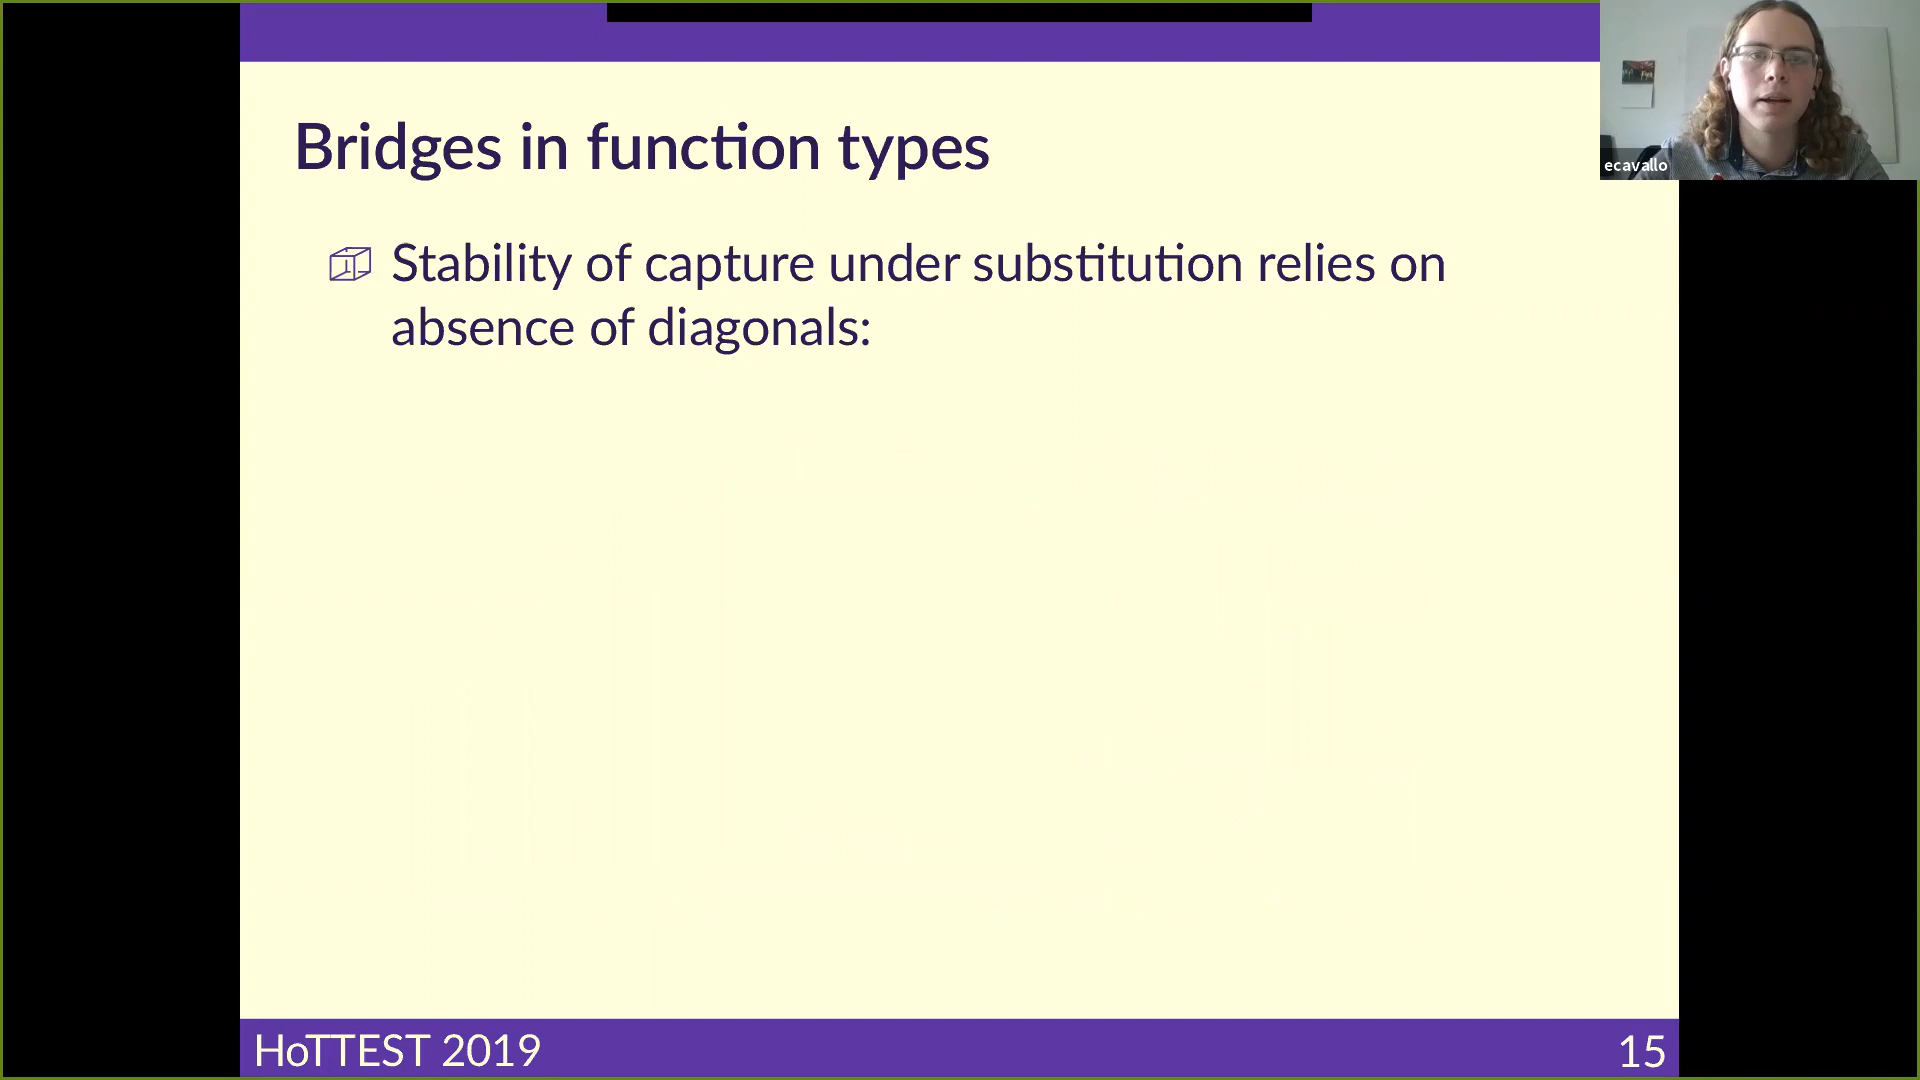 Bridges in function types
Stability of capture under substitution relies on
absence of diagonals:
ecavallo
HoTTEST 2019
15